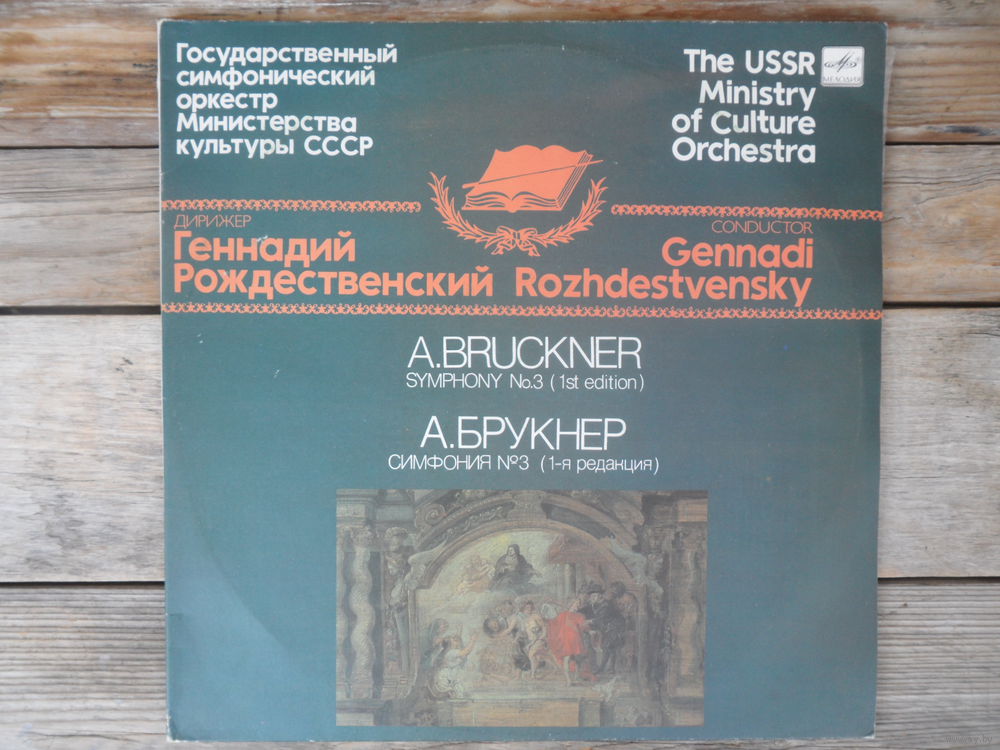 Государственный
симфонический
оркестр
Министерства
культуры СССР
The USSR
Ministry
of Culture
Orchestra
МЕЛОДИЯ
ДИРИЖЕР
Геннадий
Рождественский
CONDUCTOR
Gennadi
Rozhdestvensky
A.BRUCKNER
SYMPHONY No.3 (1st edition)
А.БРУКНЕР
СИМФОНИЯ №3 (1-я редакция)